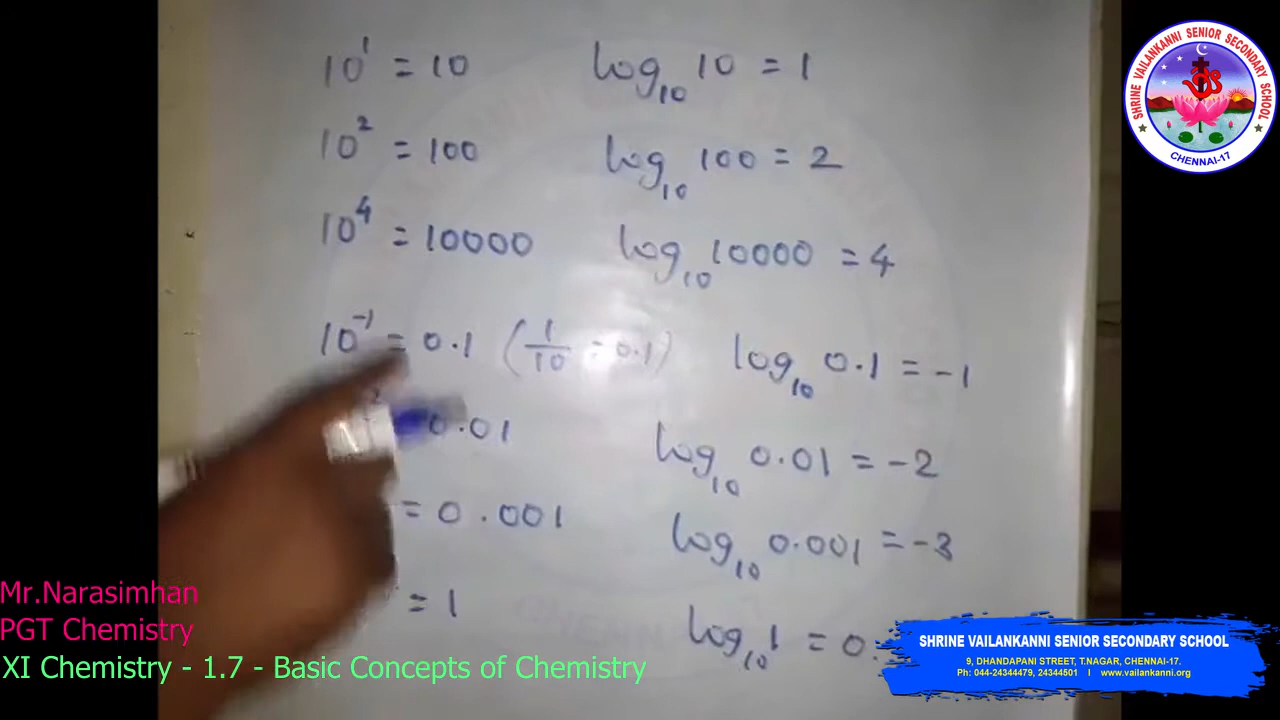 10¹ = 10 log₁₀ 10 = 1
10² = 100 log₁₀ 100 = 2
10⁴ = 10000 log₁₀ 10000 = 4
10⁻¹ = 0.1 (1/10 = 0.1) log₁₀ 0.1 = -1
0.01 log₁₀ 0.01 = -2
= 0.001 log₁₀ 0.001 = -3
= 1 log₁₀ 1 = 0.
SHRINE VAILANKANNI SENIOR SECONDARY SCHOOL
CHENNAI-17
Mr.Narasimhan
PGT Chemistry
XI Chemistry - 1.7 - Basic Concepts of Chemistry
SHRINE VAILANKANNI SENIOR SECONDARY SCHOOL
9, DHANDAPANI STREET, T.NAGAR, CHENNAI-17.
Ph: 044-24344479, 24344501 I www.vailankanni.org